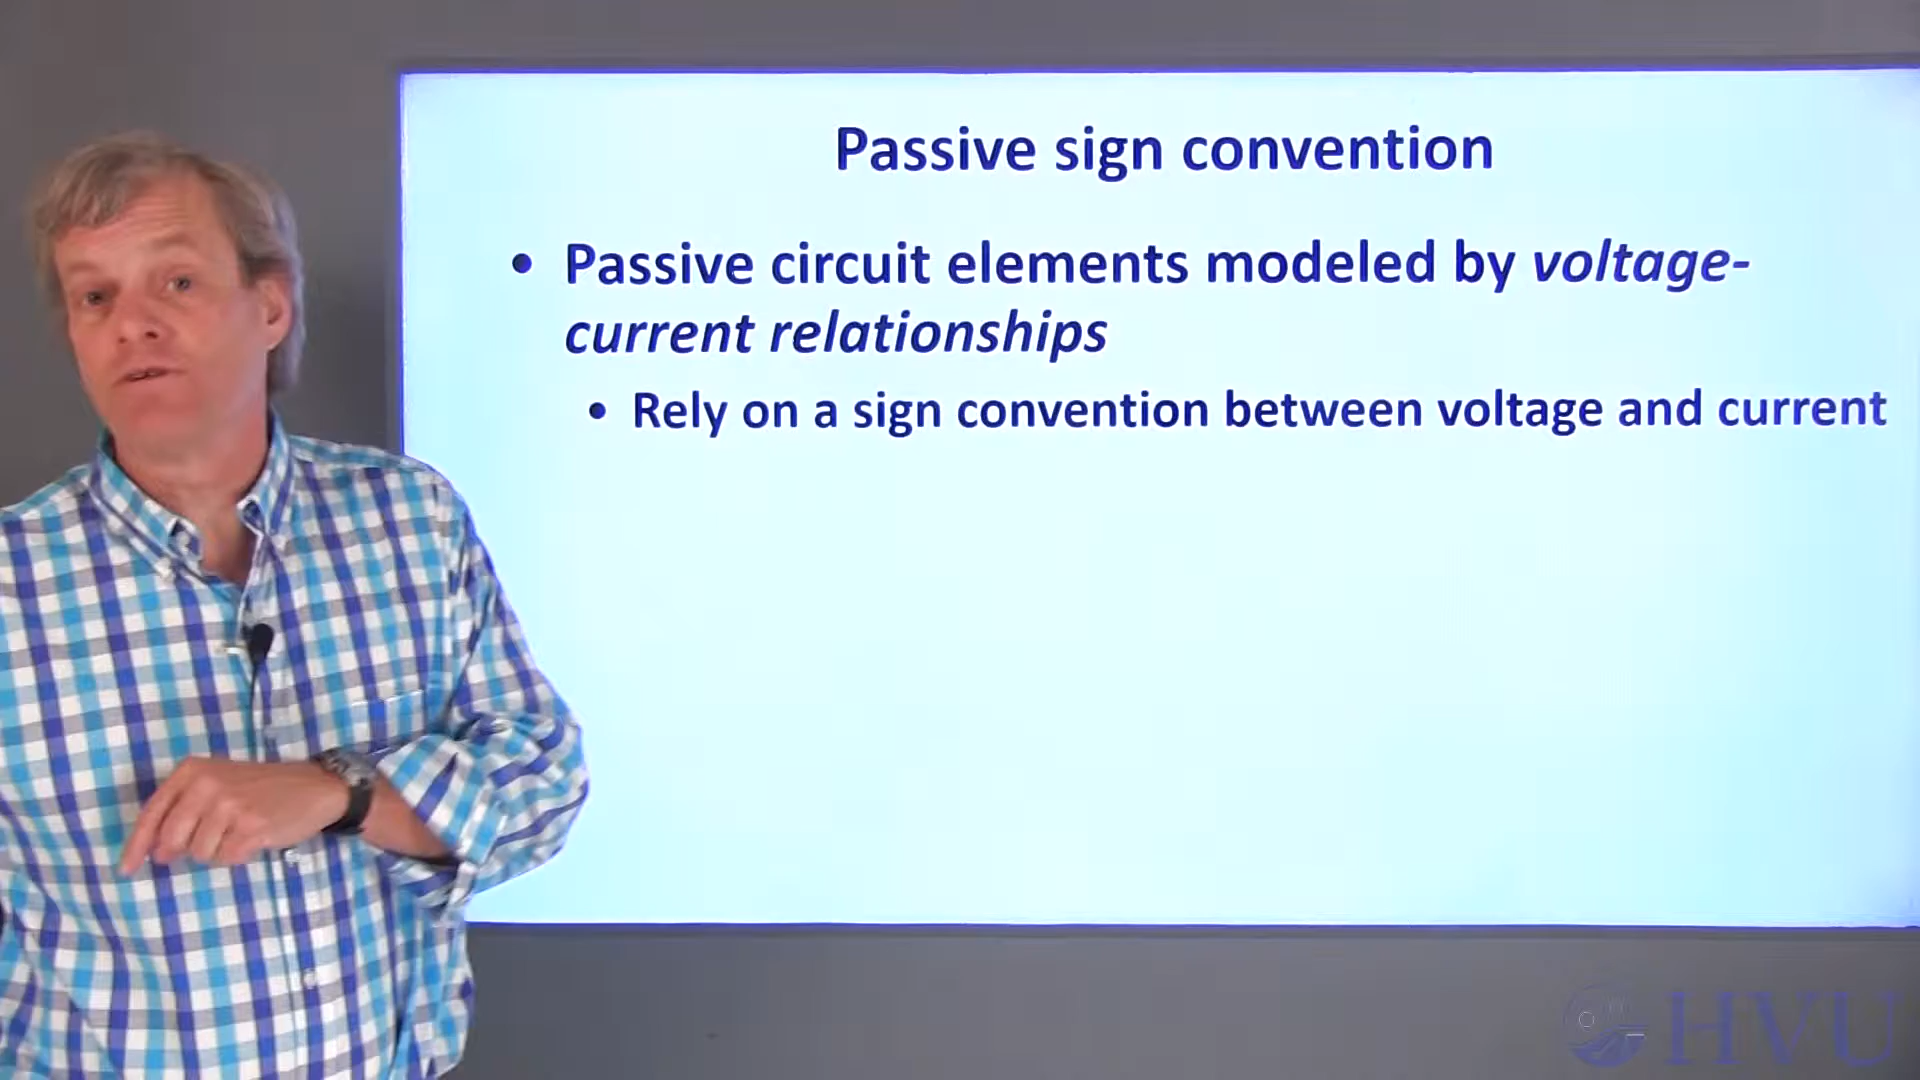 Passive sign convention
• Passive circuit elements modeled by voltage-
current relationships
• Rely on a sign convention between voltage and current
HVU